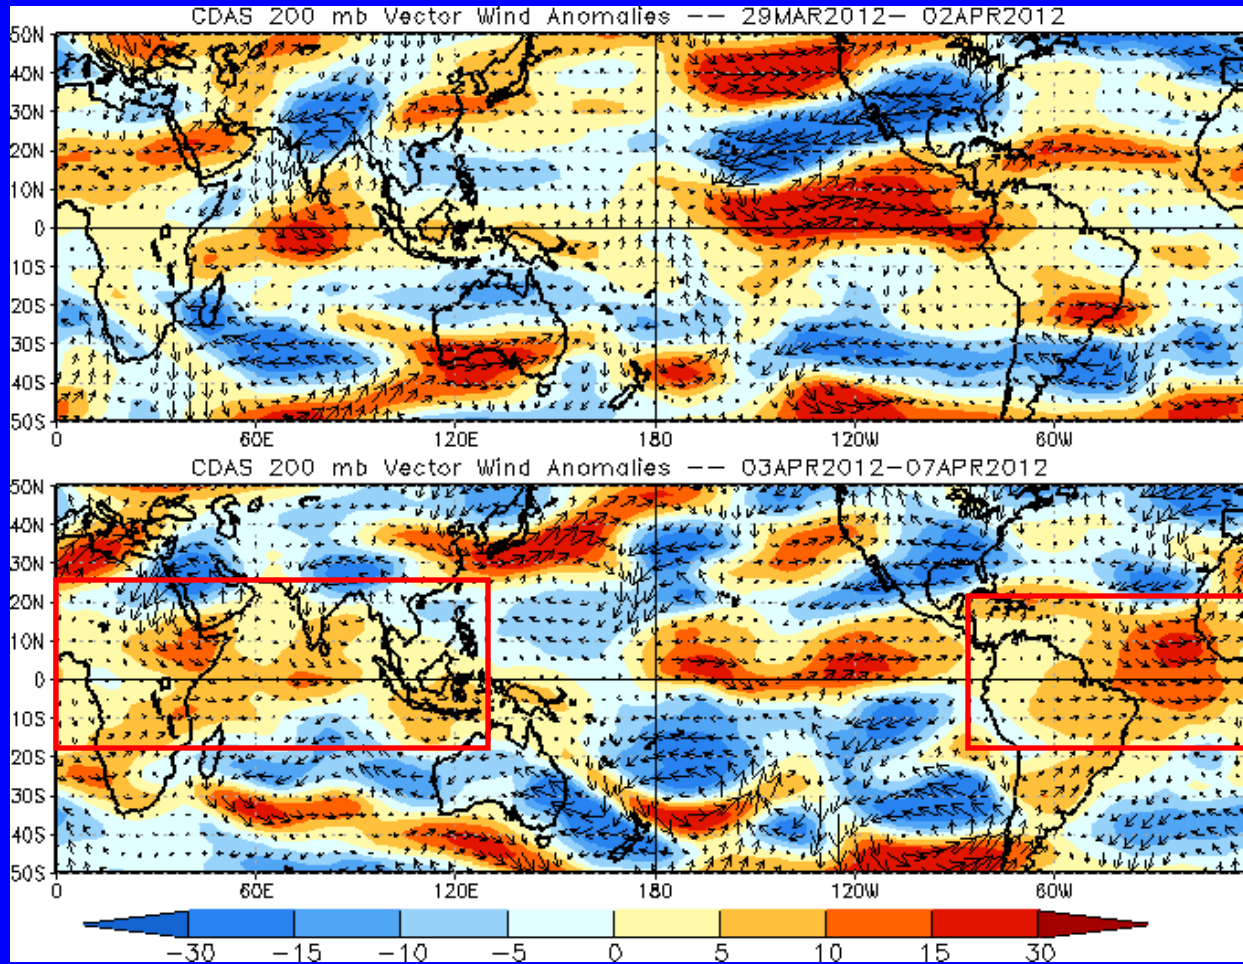 CDAS 200 mb Vector Wind Anomalies -- 29MAR2012- 02APR2012
50N
40N
30N
20N
10N
0
10S
20S
30S
40S
50S
0 60E 120E 180 120W 60W
CDAS 200 mb Vector Wind Anomalies -- 03APR2012-07APR2012
50N
40N
30N
20N
10N
0
10S
20S
30S
40S
50S
0 60E 120E 180 120W 60W
-30 -15 -10 -5 0 5 10 15 30